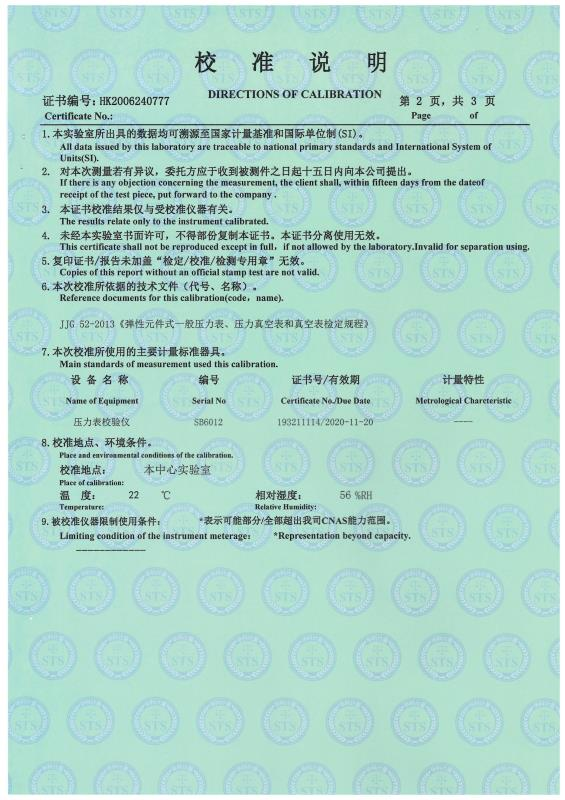 校 准 说 明
DIRECTIONS OF CALIBRATION
证书编号: HK2006240777
第 2 页, 共 3 页
Certificate No.:
Page of
1. 本实验室所出具的数据均可溯源至国家计量基准和国际单位制(SI)。
All data issued by this laboratory are traceable to national primary standards and International System of
Units(SI).
2. 对本次测量若有异议, 委托方应于收到被测件之日起十五日内向本公司提出。
If there is any objection concerning the measurement, the client shall, within fifteen days from the dateof
receipt of the test piece, put forward to the company .
3. 本证书校准结果仅与受校准仪器有关。
The results relate only to the instrument calibrated.
4. 未经本实验室书面许可, 不得部份复制本证书。本证书分离使用无效。
This certificate shall not be reproduced except in full, if not allowed by the laboratory.Invalid for separation using.
5. 复印证书/报告未加盖“检定/校准/检测专用章”无效。
Copies of this report without an official stamp test are not valid.
6. 本次校准所依据的技术文件 (代号、名称) 。
Reference documents for this calibration(code, name).
JJG 52-2013《弹性元件式一般压力表、压力真空表和真空表检定规程》
7. 本次校准所使用的主要计量标准器具。
Main standards of measurement used this calibration.
设 备 名 称 编号 证书号/有效期 计量特性
Name of Equipment Serial No Certificate No./Due Date Metrological Charcteristic
压力表校验仪 SB6012 193211114/2020-11-20 ----
8. 校准地点、环境条件。
Place and environmental conditions of the calibration.
校准地点: 本中心实验室
Place of calibration:
温 度: 22 ℃ 相对湿度: 56 %RH
Temperature: Relative Humidity:
9. 被校准仪器限制使用条件: *表示可能部分/全部超出我司CNAS能力范围。
Limiting condition of the instrument meterage: *Representation beyond capacity.
------------